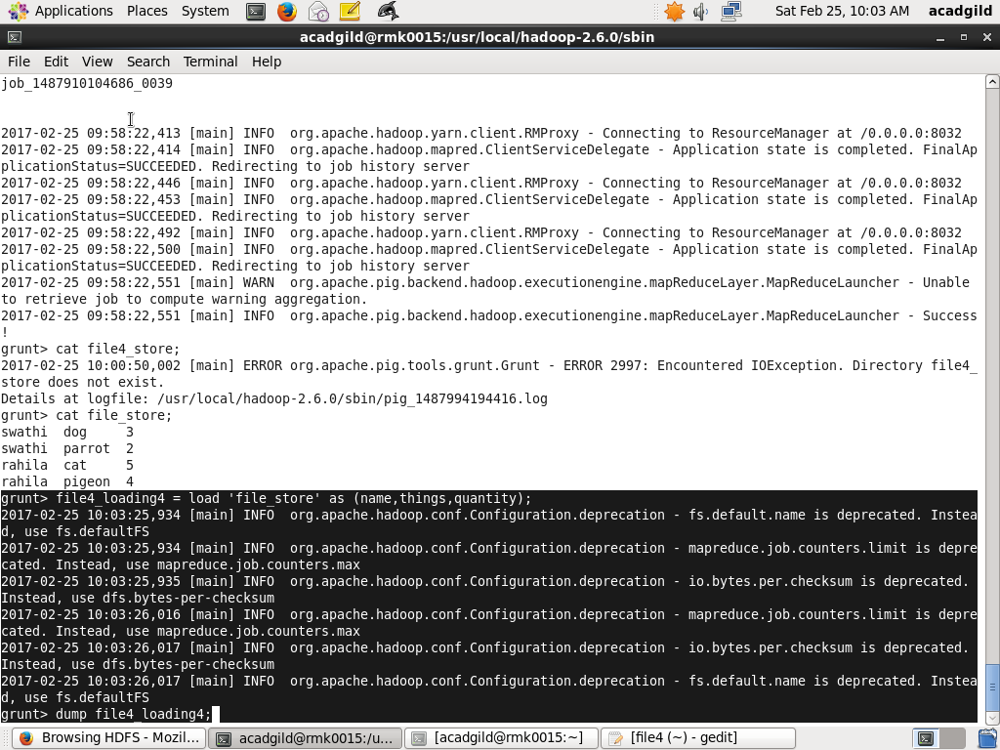 Applications Places System Sat Feb 25, 10:03 AM acadgild
acadgild@rmk0015:/usr/local/hadoop-2.6.0/sbin
File Edit View Search Terminal Help
job_1487910104686_0039
2017-02-25 09:58:22,413 [main] INFO  org.apache.hadoop.yarn.client.RMProxy - Connecting to ResourceManager at /0.0.0.0:8032
2017-02-25 09:58:22,414 [main] INFO  org.apache.hadoop.mapred.ClientServiceDelegate - Application state is completed. FinalAp
plicationStatus=SUCCEEDED. Redirecting to job history server
2017-02-25 09:58:22,446 [main] INFO  org.apache.hadoop.yarn.client.RMProxy - Connecting to ResourceManager at /0.0.0.0:8032
2017-02-25 09:58:22,453 [main] INFO  org.apache.hadoop.mapred.ClientServiceDelegate - Application state is completed. FinalAp
plicationStatus=SUCCEEDED. Redirecting to job history server
2017-02-25 09:58:22,492 [main] INFO  org.apache.hadoop.yarn.client.RMProxy - Connecting to ResourceManager at /0.0.0.0:8032
2017-02-25 09:58:22,500 [main] INFO  org.apache.hadoop.mapred.ClientServiceDelegate - Application state is completed. FinalAp
plicationStatus=SUCCEEDED. Redirecting to job history server
2017-02-25 09:58:22,551 [main] WARN  org.apache.pig.backend.hadoop.executionengine.mapReduceLayer.MapReduceLauncher - Unable
to retrieve job to compute warning aggregation.
2017-02-25 09:58:22,551 [main] INFO  org.apache.pig.backend.hadoop.executionengine.mapReduceLayer.MapReduceLauncher - Success
!
grunt> cat file4_store;
2017-02-25 10:00:50,002 [main] ERROR org.apache.pig.tools.grunt.Grunt - ERROR 2997: Encountered IOException. Directory file4_
store does not exist.
Details at logfile: /usr/local/hadoop-2.6.0/sbin/pig_1487994194416.log
grunt> cat file_store;
swathi  dog     3
swathi  parrot  2
rahila  cat     5
rahila  pigeon  4
grunt> file4_loading4 = load 'file_store' as (name,things,quantity);
2017-02-25 10:03:25,934 [main] INFO  org.apache.hadoop.conf.Configuration.deprecation - fs.default.name is deprecated. Instea
d, use fs.defaultFS
2017-02-25 10:03:25,934 [main] INFO  org.apache.hadoop.conf.Configuration.deprecation - mapreduce.job.counters.limit is depre
cated. Instead, use mapreduce.job.counters.max
2017-02-25 10:03:25,935 [main] INFO  org.apache.hadoop.conf.Configuration.deprecation - io.bytes.per.checksum is deprecated.
Instead, use dfs.bytes-per-checksum
2017-02-25 10:03:26,016 [main] INFO  org.apache.hadoop.conf.Configuration.deprecation - mapreduce.job.counters.limit is depre
cated. Instead, use mapreduce.job.counters.max
2017-02-25 10:03:26,017 [main] INFO  org.apache.hadoop.conf.Configuration.deprecation - io.bytes.per.checksum is deprecated.
Instead, use dfs.bytes-per-checksum
2017-02-25 10:03:26,017 [main] INFO  org.apache.hadoop.conf.Configuration.deprecation - fs.default.name is deprecated. Instea
d, use fs.defaultFS
grunt> dump file4_loading4;
Browsing HDFS - Mozil... acadgild@rmk0015:/u... [acadgild@rmk0015:~] [file4 (~) - gedit]